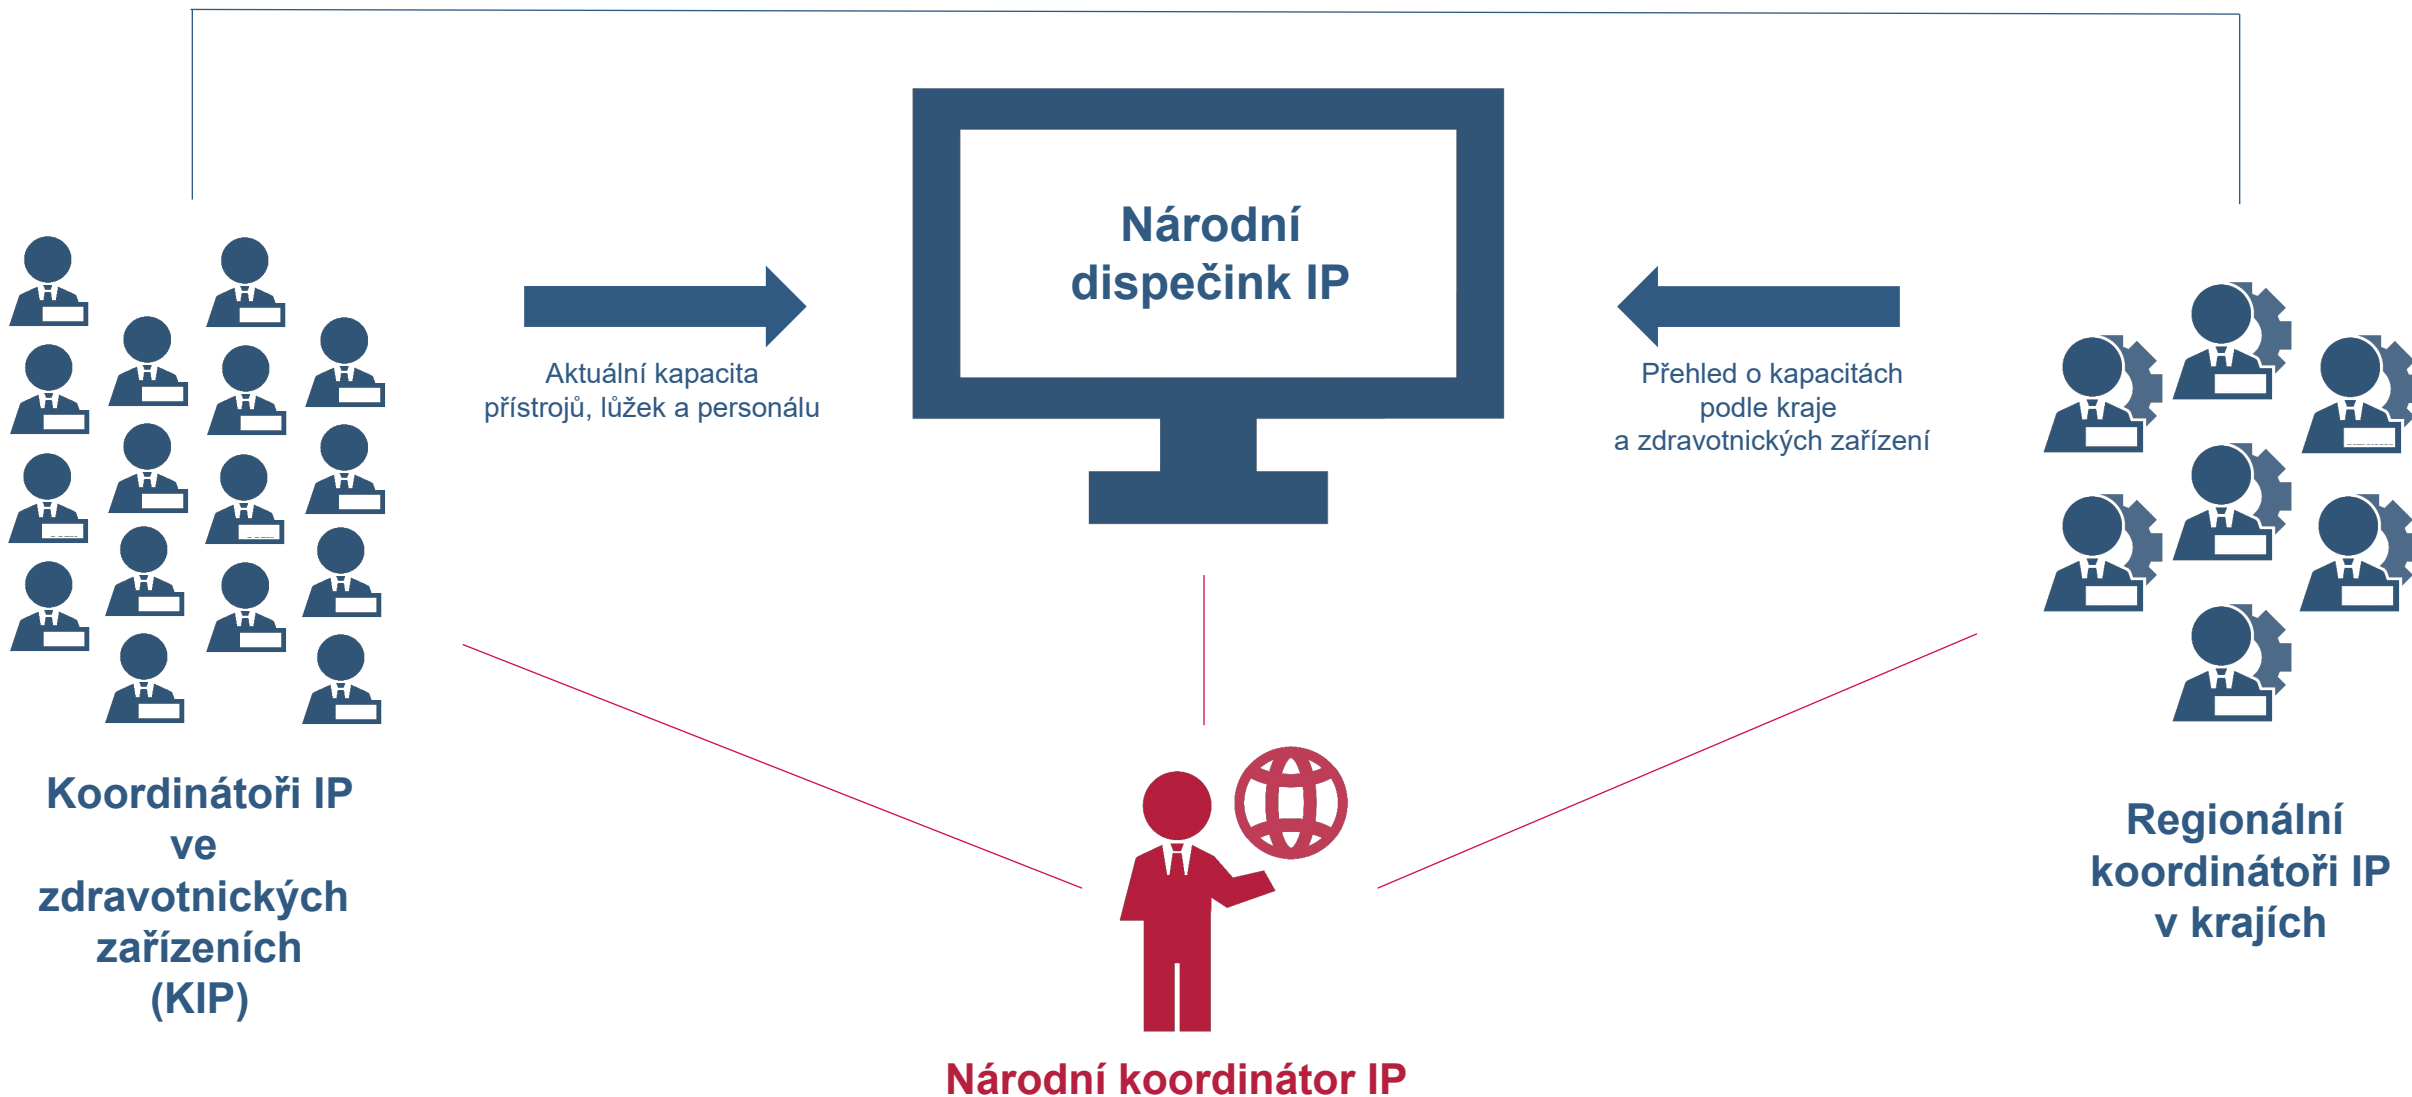 Národní
dispečink IP
Aktuální kapacita
přístrojů, lůžek a personálu
Přehled o kapacitách
podle kraje
a zdravotnických zařízení
Koordinátoři IP
ve
zdravotnických
zařízeních
(KIP)
Regionální
koordinátoři IP
v krajích
Národní koordinátor IP